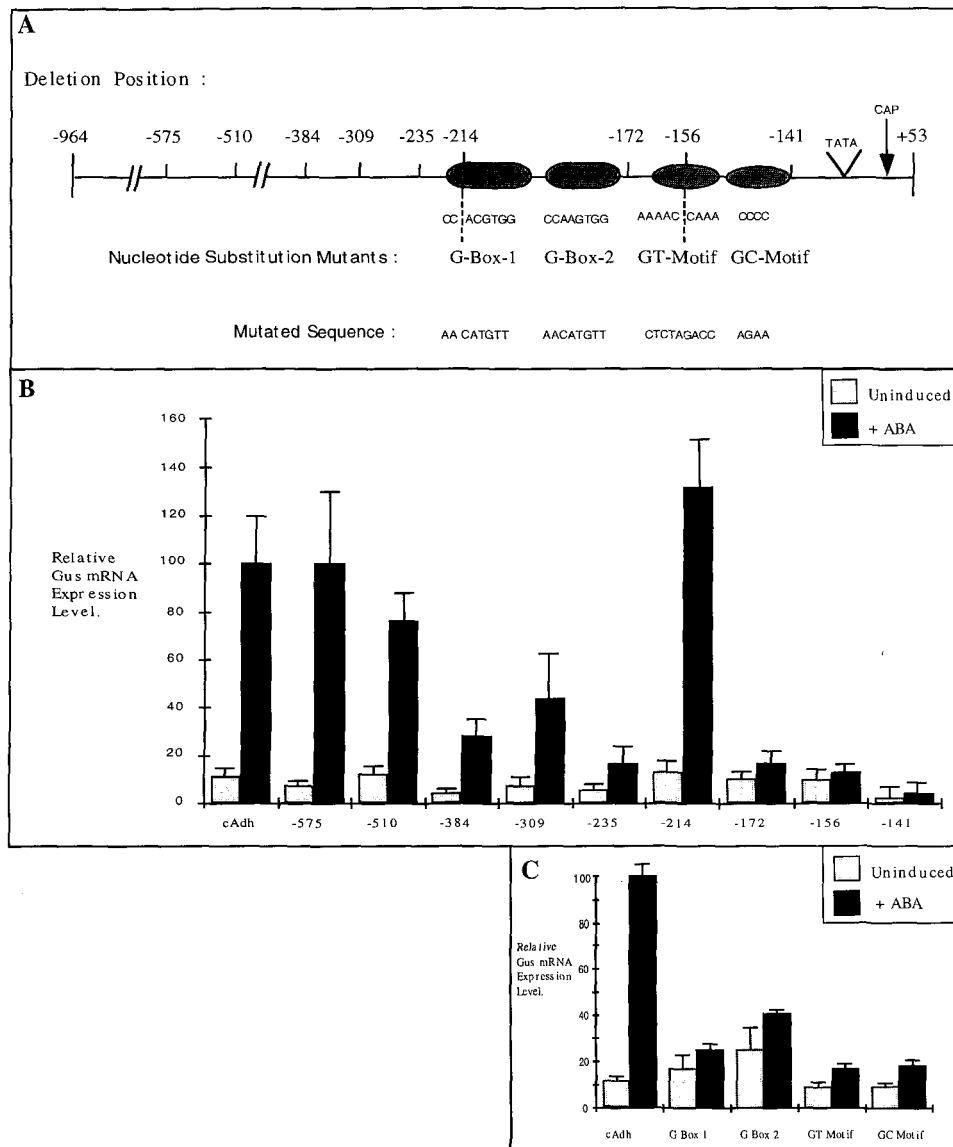 A
Deletion Position :
CAP
-964 -575 -510 -384 -309 -235 -214 -172 -156 -141 TATA +53
CC ACGTGG CCAAGTGG AAAAC CAAA CCCC
Nucleotide Substitution Mutants : G-Box-1 G-Box-2 GT-Motif GC-Motif
Mutated Sequence : AA CATGTT AACATGTT CTCTAGACC AGAA
B
Uninduced
+ ABA
160
140
120
100
80
60
40
20
0
Relative
Gus mRNA
Expression
Level.
cAdh -575 -510 -384 -309 -235 -214 -172 -156 -141
C
Uninduced
+ ABA
100
80
60
40
20
0
Relative
Gus mRNA
Expression
Level.
cAdh G Box 1 G Box 2 GT Motif GC Motif